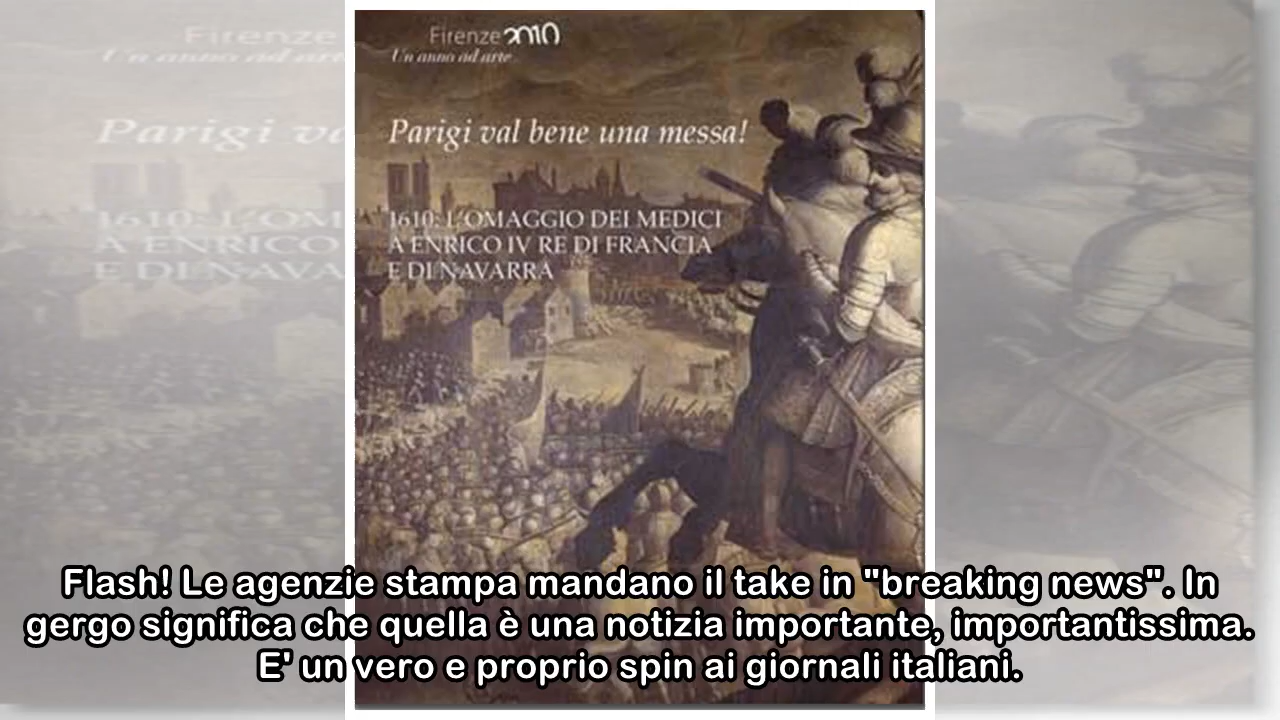 Firenze 2010
Un anno ad arte
Parigi val bene una messa!
1610: L'OMAGGIO DEI MEDICI
A ENRICO IV RE DI FRANCIA
E DI NAVARRA
Flash! Le agenzie stampa mandano il take in "breaking news". In
gergo significa che quella è una notizia importante, importantissima.
E' un vero e proprio spin ai giornali italiani.